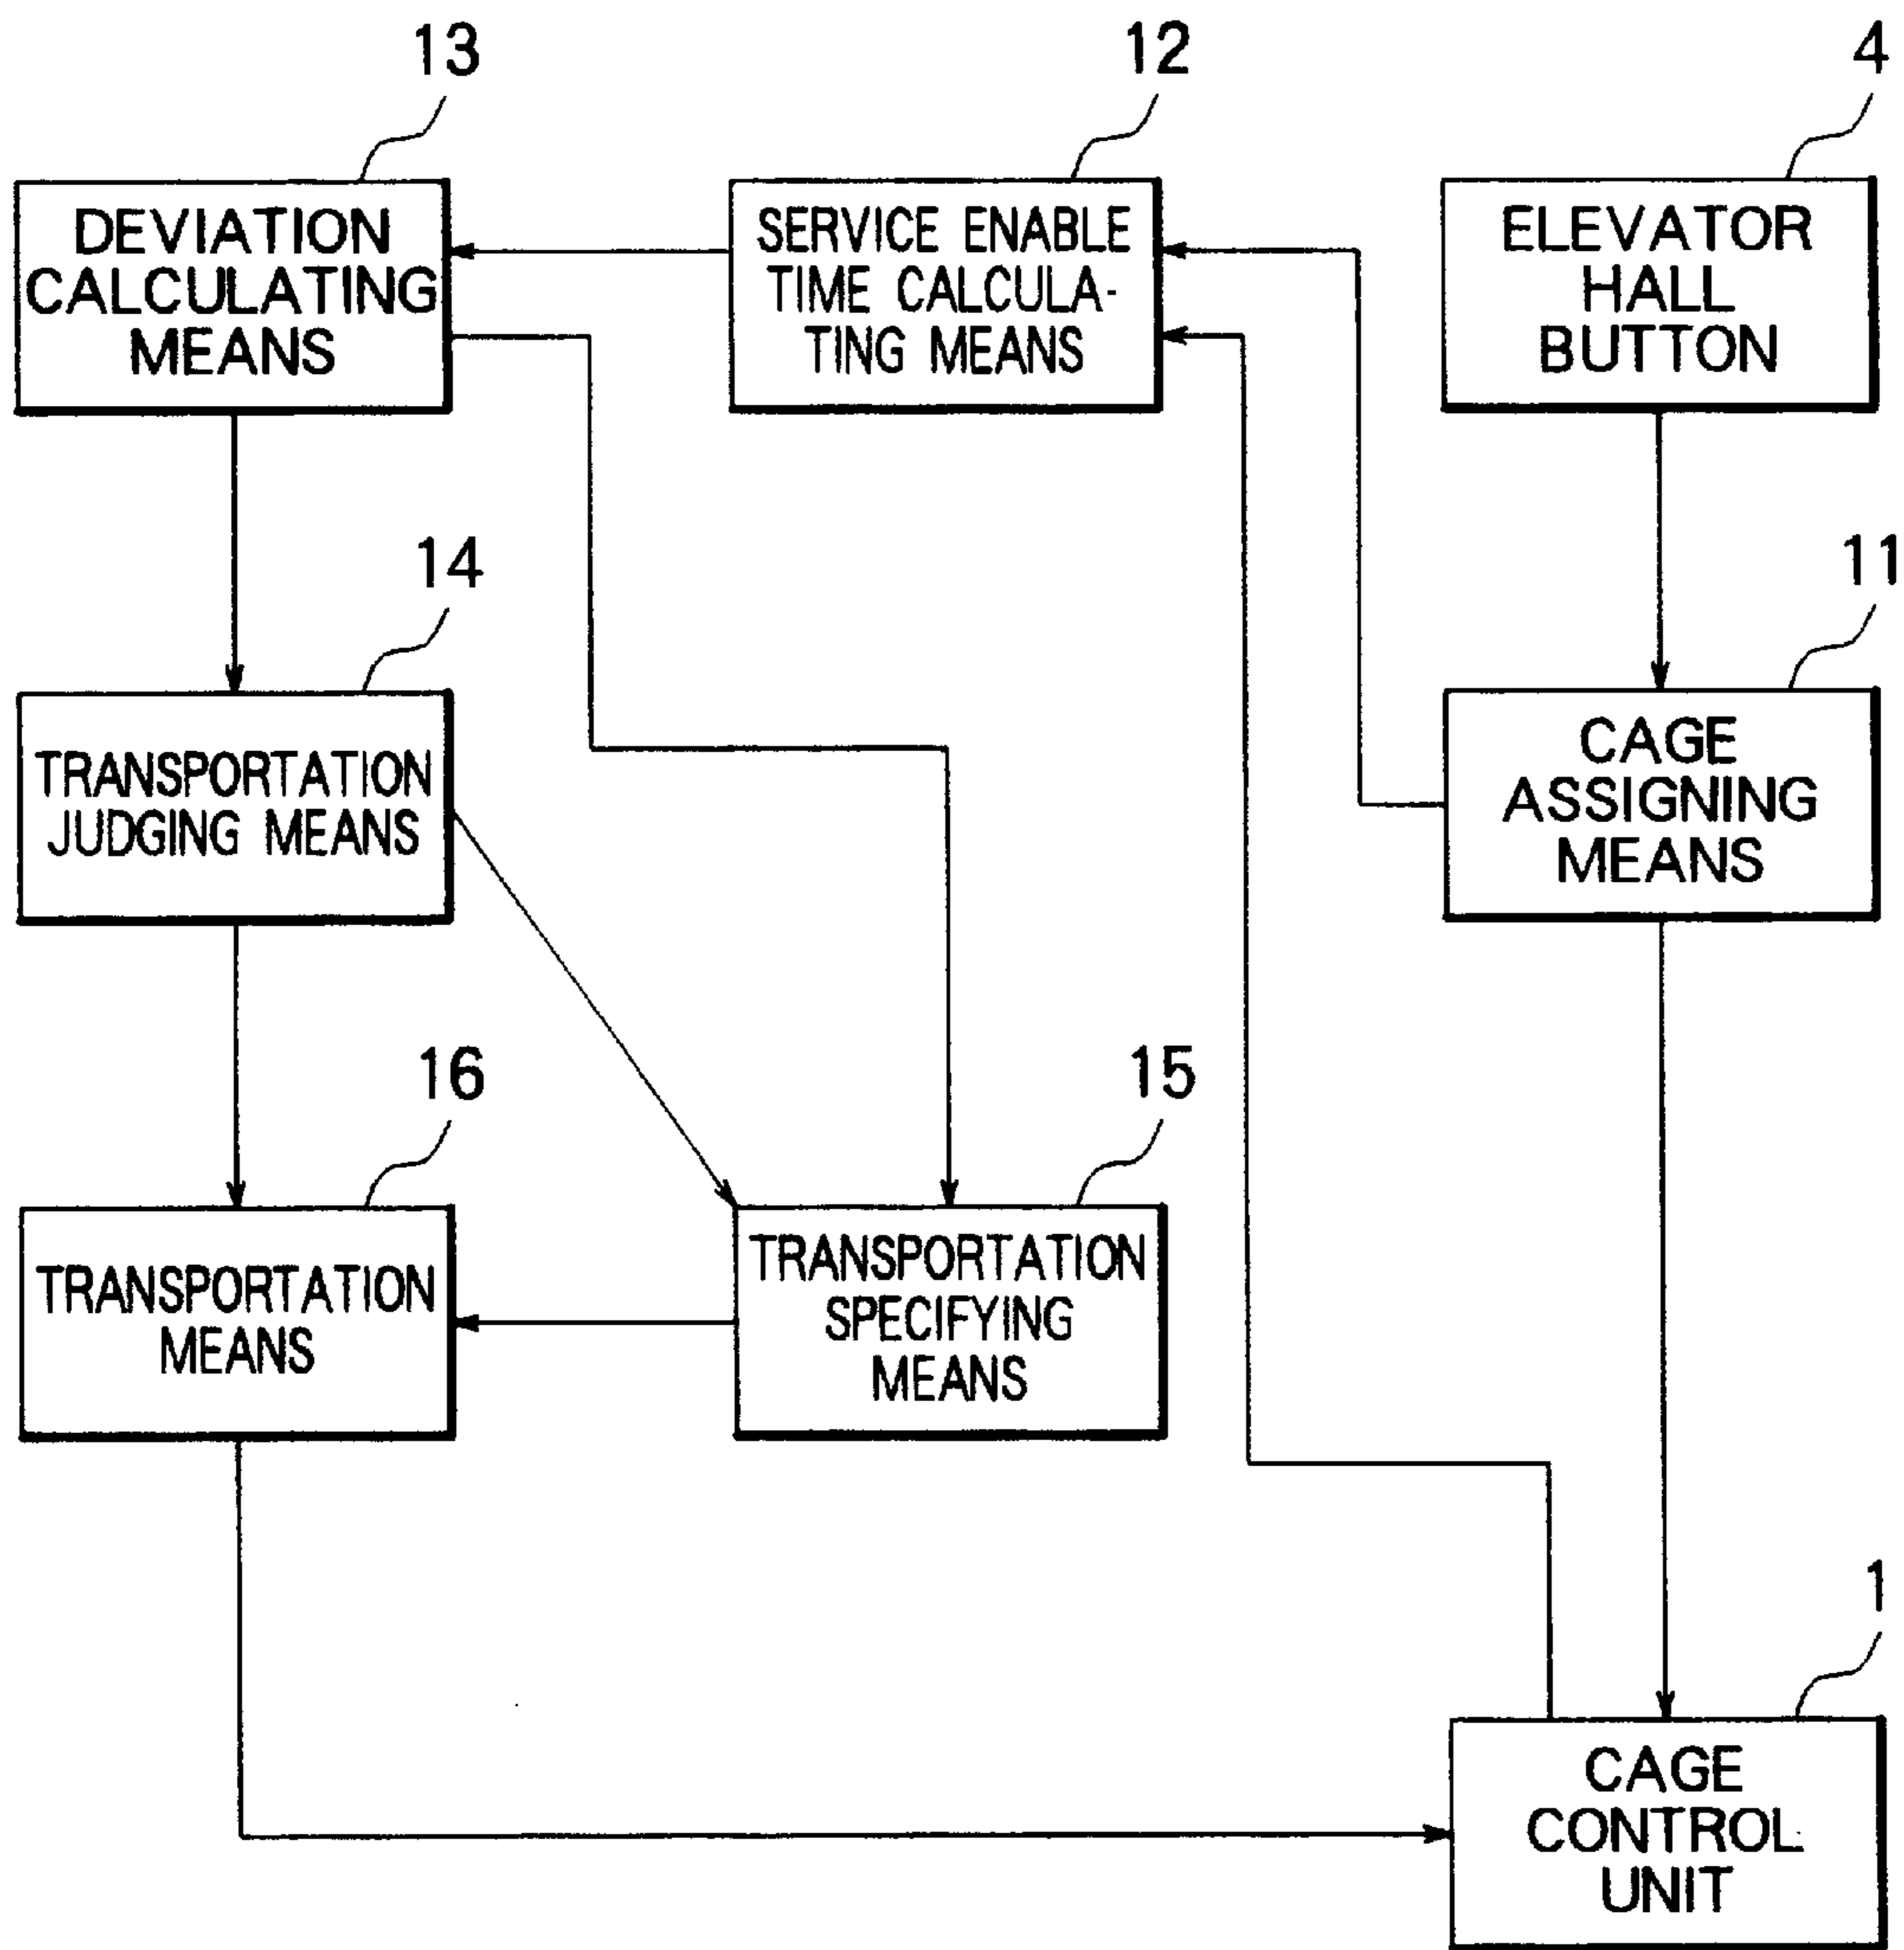 13
12
4
DEVIATION
CALCULATING
MEANS
SERVICE ENABLE
TIME CALCULA-
TING MEANS
ELEVATOR
HALL
BUTTON
14
11
TRANSPORTATION
JUDGING MEANS
CAGE
ASSIGNING
MEANS
16
15
TRANSPORTATION
MEANS
TRANSPORTATION
SPECIFYING
MEANS
1
CAGE
CONTROL
UNIT